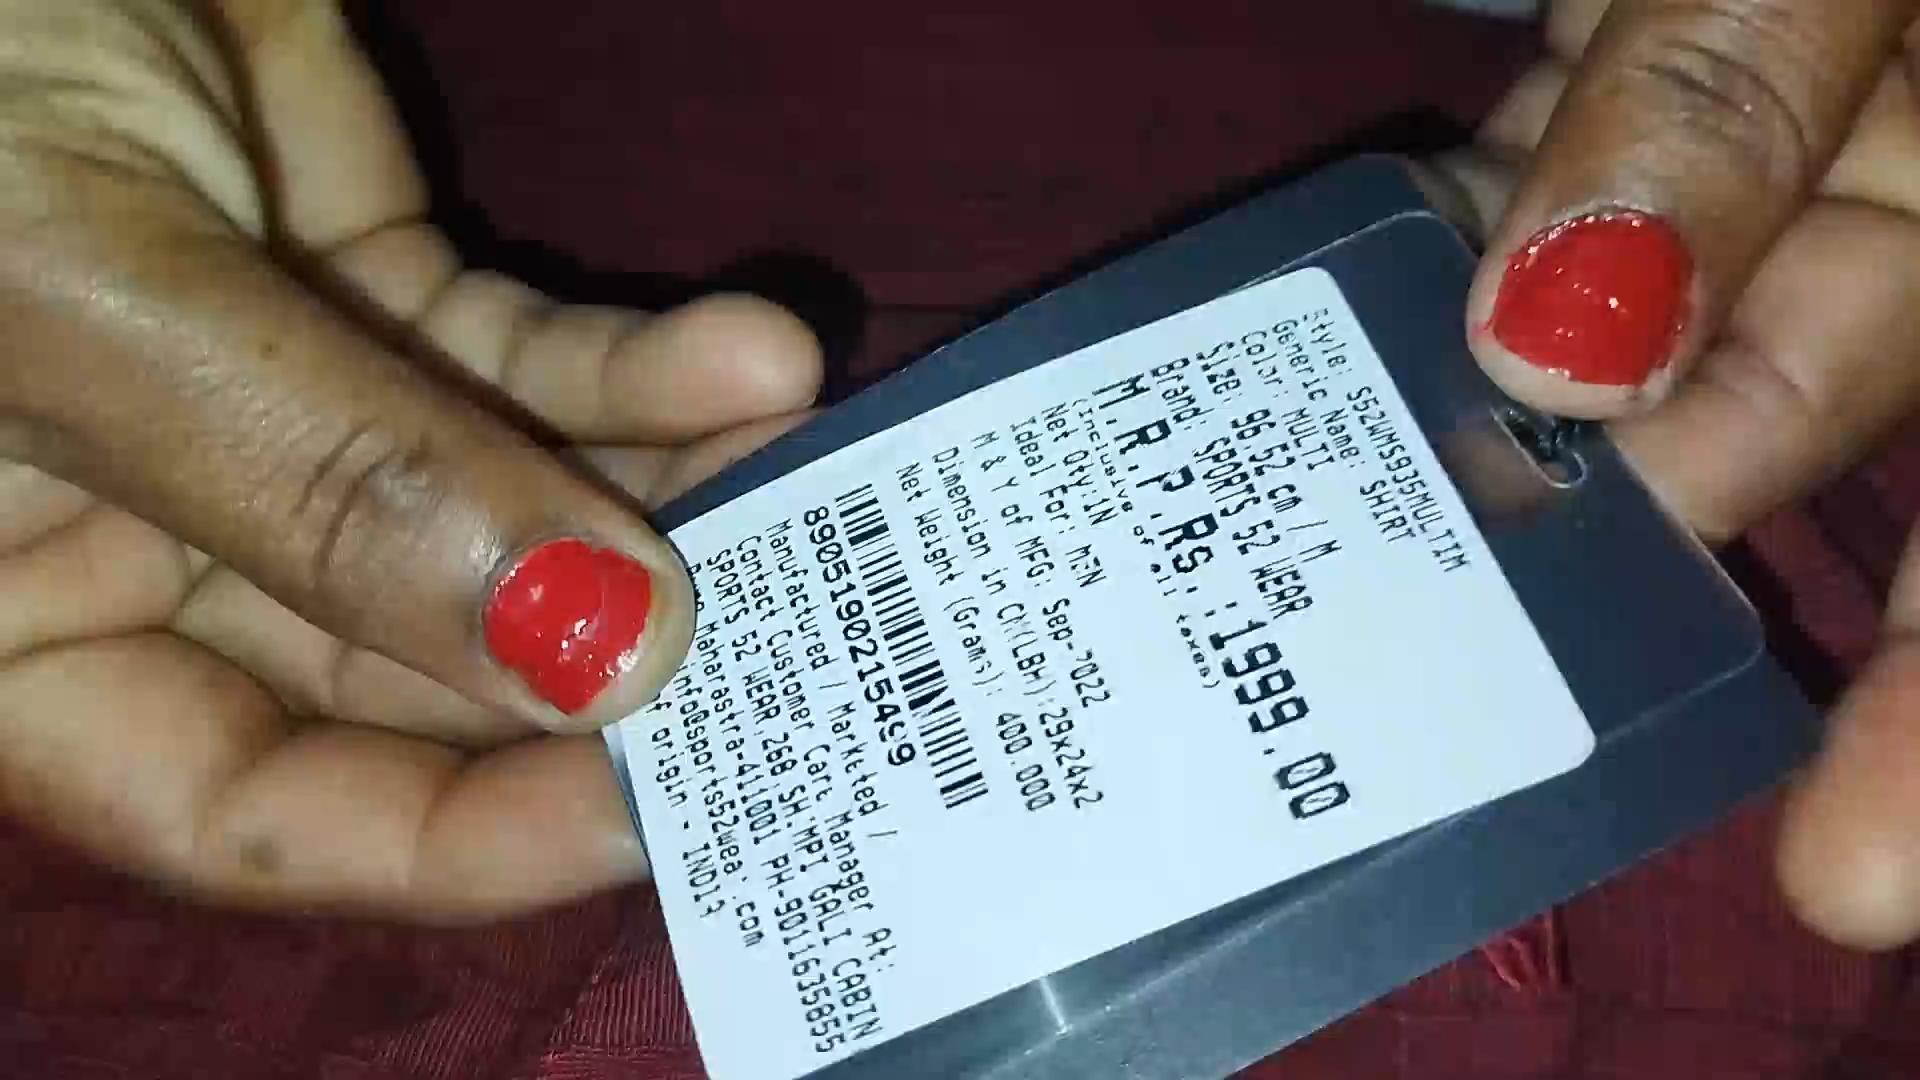 Style: S52WMS935MULTIM
Generic Name: SHIRT
Color: MULTI
Size: 96.52 cm / M
Brand: SPORTS 52 WEAR
M.R.P.Rs.:1999.00
(Inclusive of all taxes)
Net Qty:1N
Ideal For: MEN
M & Y of MFG: Sep-2022
Dimension in CM(LBH):29x24x2
Net Weight (Grams): 400.000
8905190215499
Manufactured / Marketed /
Contact Customer Care Manager At:
SPORTS 52 WEAR,268 SH.MPI GALI CABIN
Maharastra-411001 PH-9011635855
info@sports52wear.com
of origin - INDIA